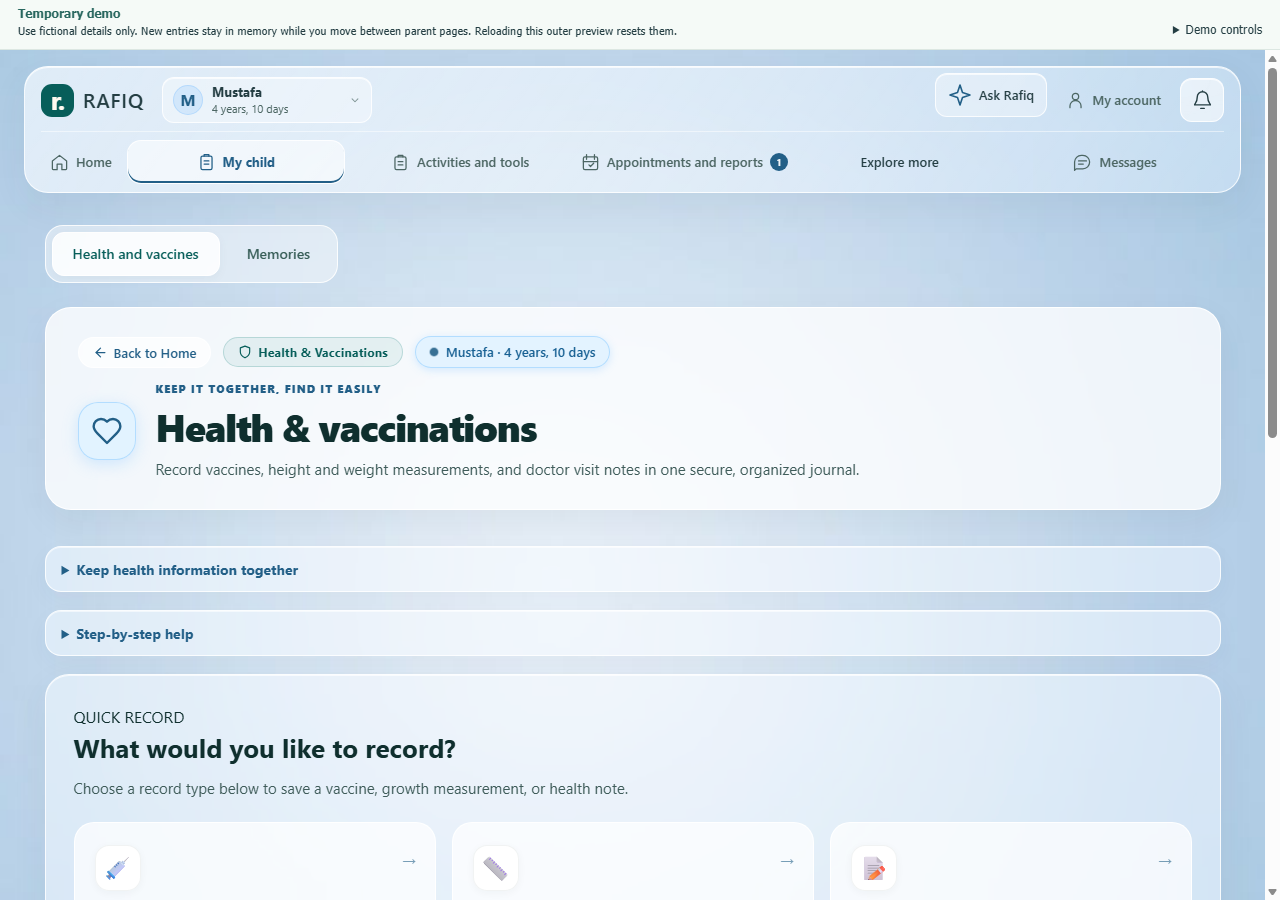 Temporary demo
Use fictional details only. New entries stay in memory while you move between parent pages. Reloading this outer preview resets them.
▶ Demo controls
r. RAFIQ
M
Mustafa
4 years, 10 days
Ask Rafiq
My account
Home
My child
Activities and tools
Appointments and reports 1
Explore more
Messages
Health and vaccines
Memories
← Back to Home
Health & Vaccinations
Mustafa · 4 years, 10 days
KEEP IT TOGETHER, FIND IT EASILY
Health & vaccinations
Record vaccines, height and weight measurements, and doctor visit notes in one secure, organized journal.
▶ Keep health information together
▶ Step-by-step help
QUICK RECORD
What would you like to record?
Choose a record type below to save a vaccine, growth measurement, or health note.
→
→
→